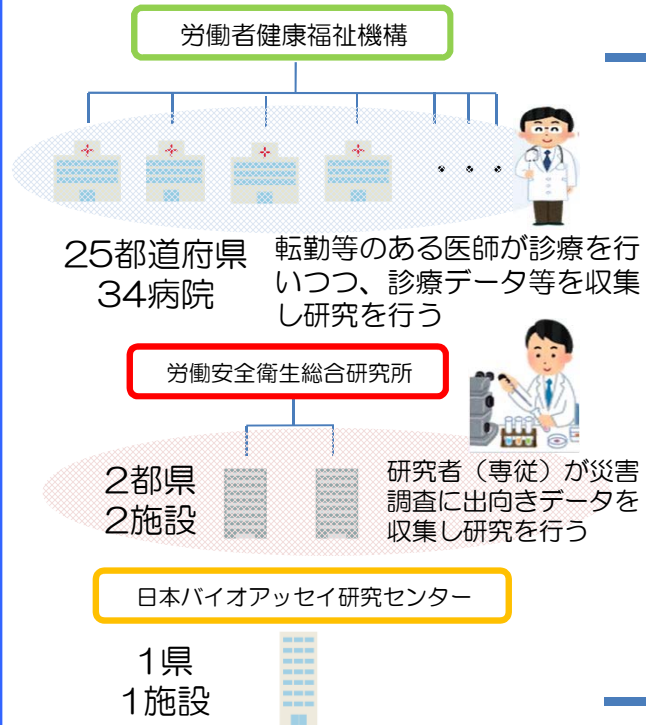 労働者健康福祉機構
25都道府県
34病院
転勤等のある医師が診療を行
いつつ、診療データ等を収集
し研究を行う
労働安全衛生総合研究所
2都県
2施設
研究者（専従）が災害
調査に出向きデータを
収集し研究を行う
日本バイオアッセイ研究センター
1県
1施設